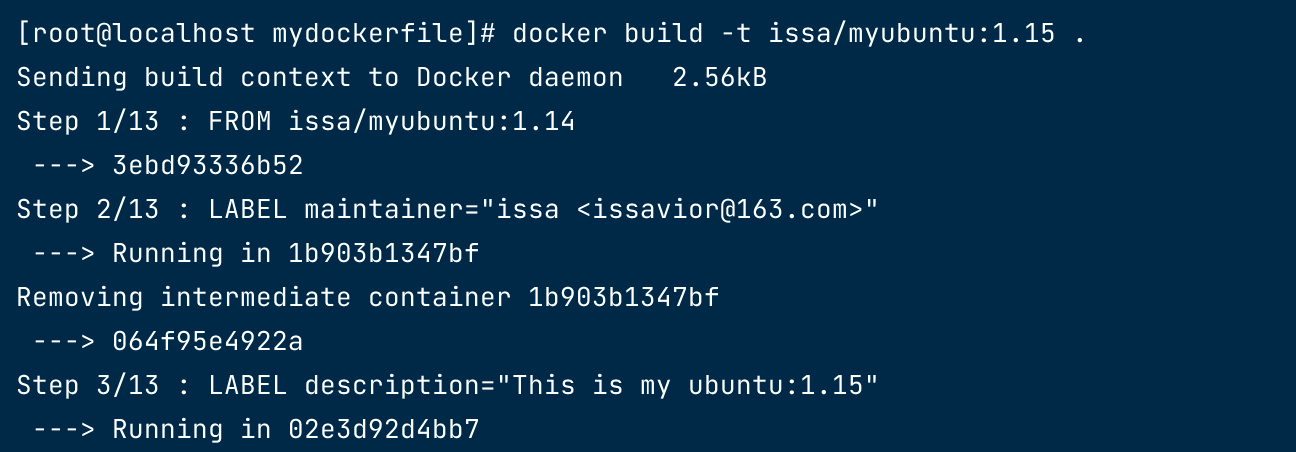 [root@localhost mydockerfile]# docker build -t issa/myubuntu:1.15 .
Sending build context to Docker daemon   2.56kB
Step 1/13 : FROM issa/myubuntu:1.14
 ---> 3ebd93336b52
Step 2/13 : LABEL maintainer="issa <issavior@163.com>"
 ---> Running in 1b903b1347bf
Removing intermediate container 1b903b1347bf
 ---> 064f95e4922a
Step 3/13 : LABEL description="This is my ubuntu:1.15"
 ---> Running in 02e3d92d4bb7